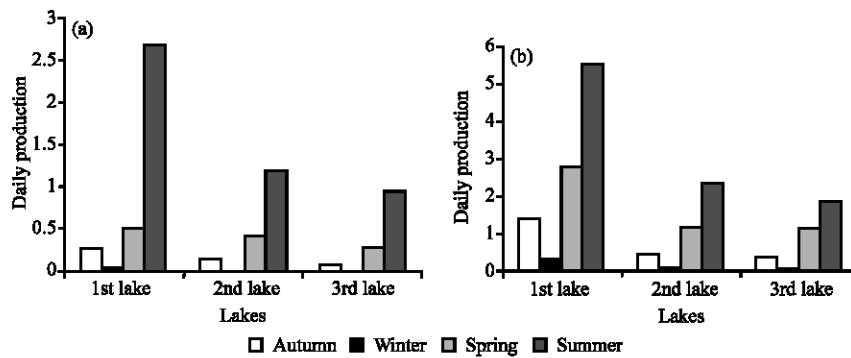 (a)
Daily production
3
2.5
2
1
1
0.5
0
1st lake 2nd lake 3rd lake
Lakes
(b)
Daily production
6
5
4
3
2
1
0
1st lake 2nd lake 3rd lake
Lakes
Autumn Winter Spring Summer